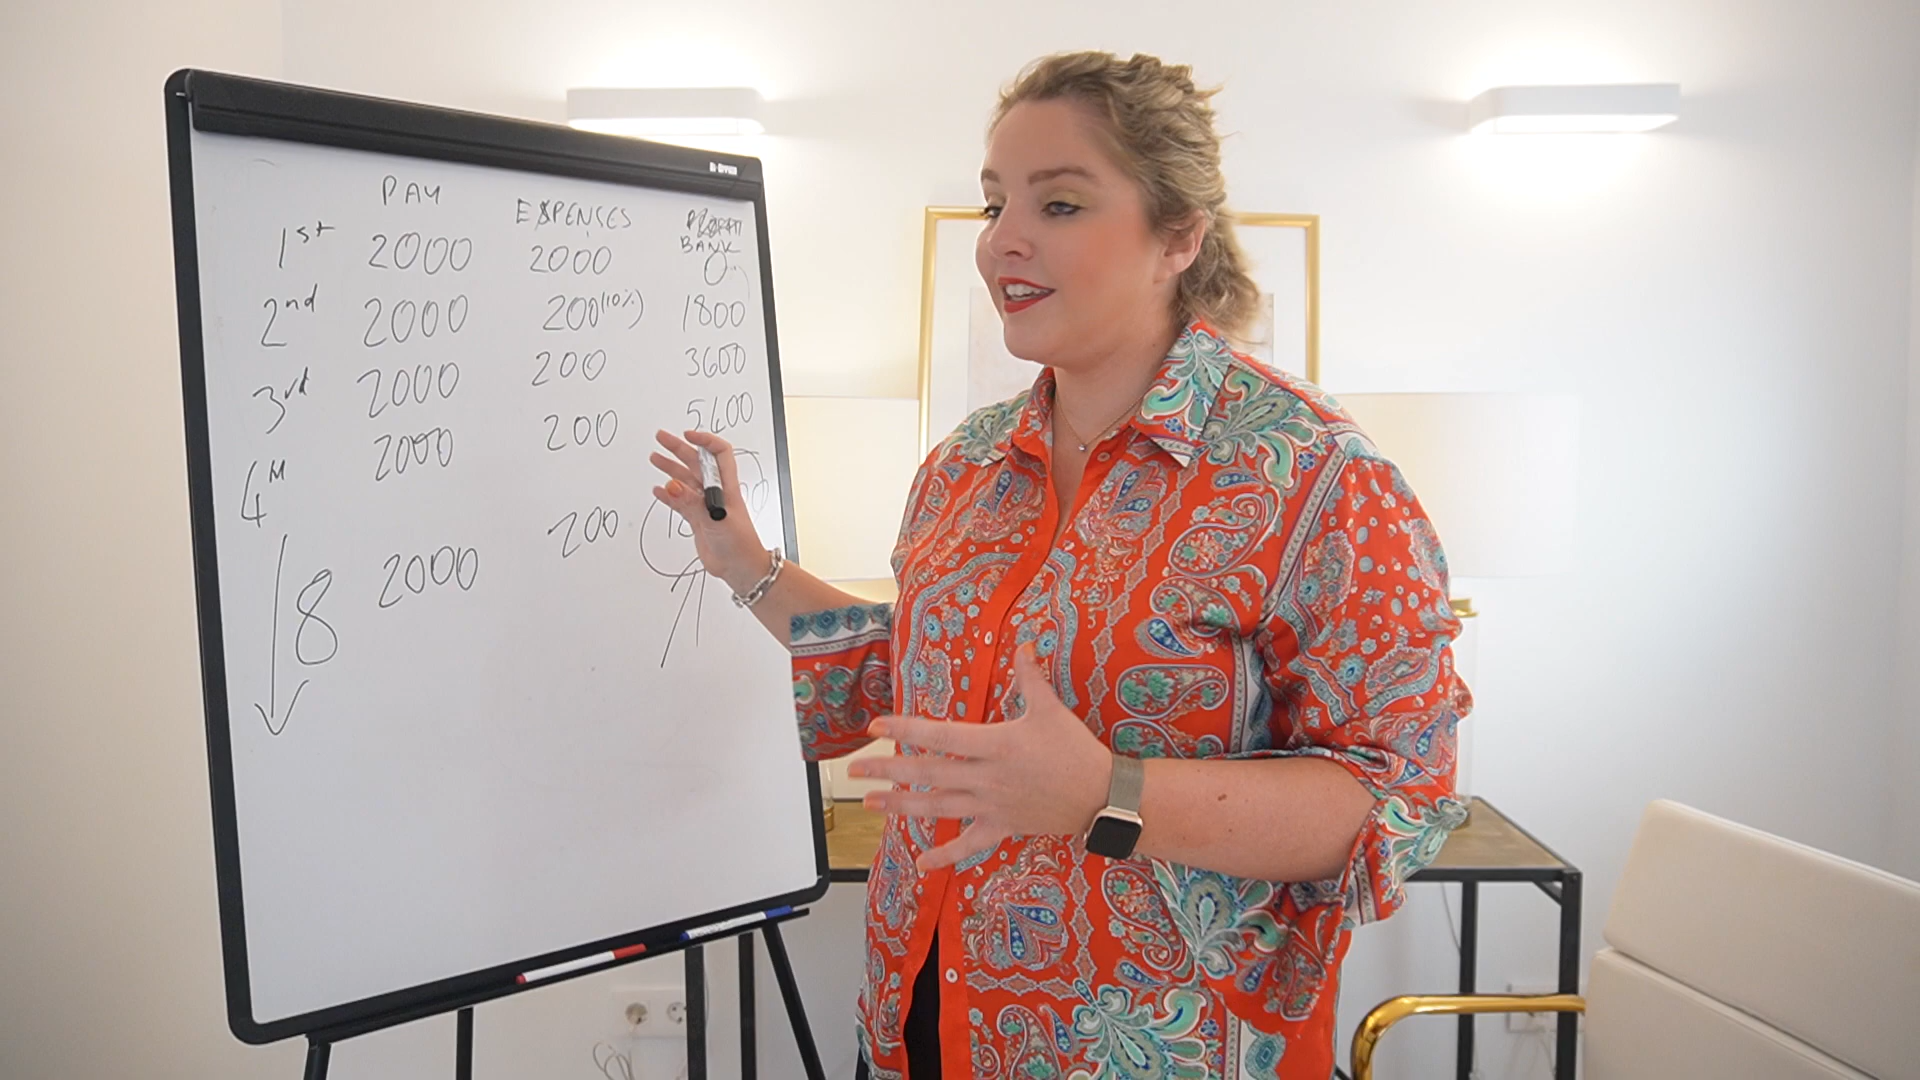 PAY EXPENSES BANK
1st 2000 2000 0
2nd 2000 200 (10%) 1800
3rd 2000 200 3600
4th 2000 200 5400
8 2000 200